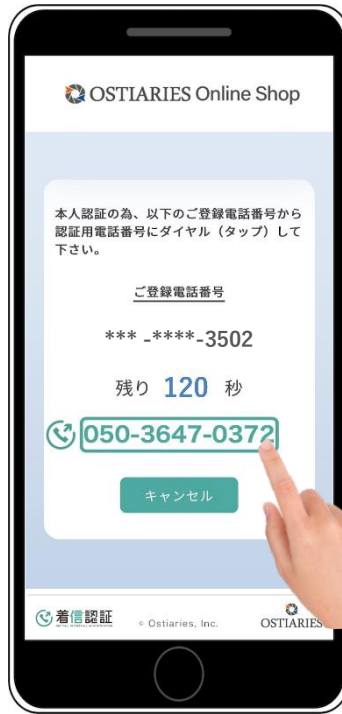 OSTIARIES Online Shop
本人認証の為、以下のご登録電話番号から
認証用電話番号にダイヤル（タップ）して
下さい。
ご登録電話番号
*** -****-3502
残り 120 秒
050-3647-0372
キャンセル
着信認証
© Ostiaries, Inc.
OSTIARIES